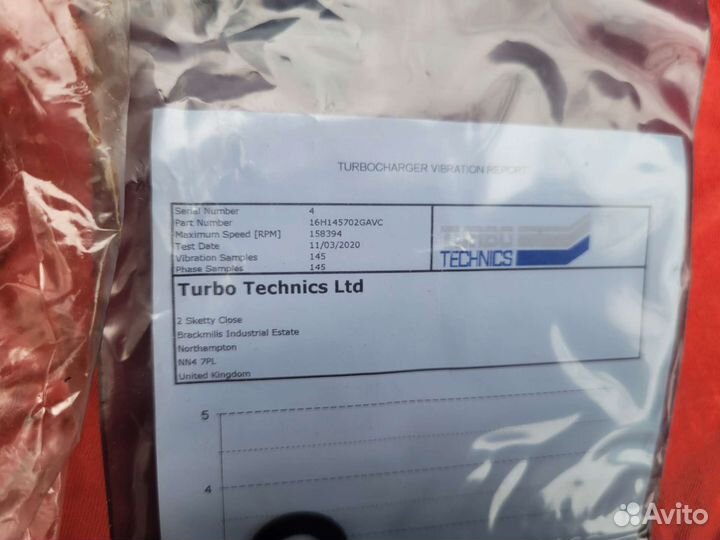 TURBOCHARGER VIBRATION REPORT
Serial Number 4
Part Number 16H145702GAVC
Maximum Speed [RPM] 158394
Test Date 11/03/2020
Vibration Samples 145
Phase Samples 145
TURBO
TECHNICS
Turbo Technics Ltd
2 Sketty Close
Brackmills Industrial Estate
Northampton
NN4 7PL
United Kingdom
5
4
Avito